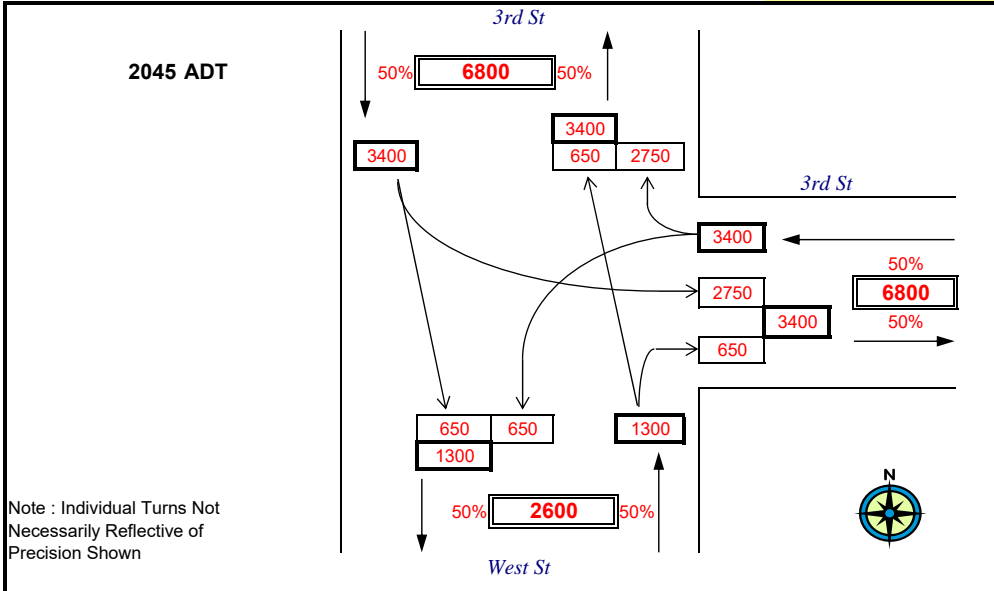 3rd St
2045 ADT
50% 6800 50%
3400
3400
650 2750
3rd St
3400
50%
2750
6800
3400
50%
650
650 650
1300
1300
N
Note : Individual Turns Not
Necessarily Reflective of
Precision Shown
50% 2600 50%
West St